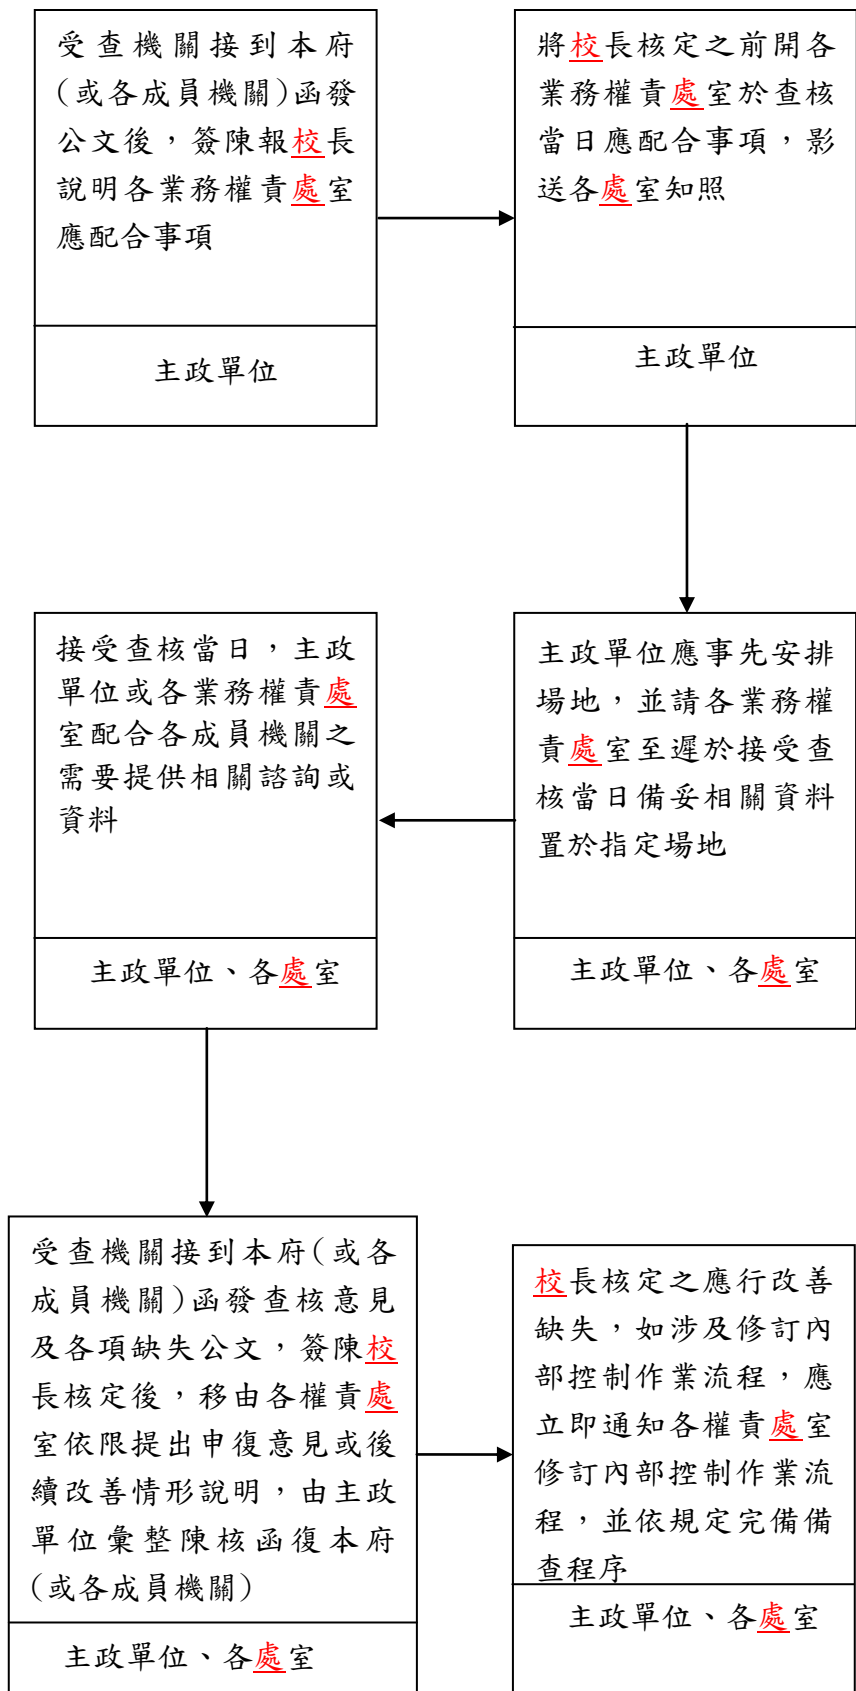 受查機關接到本府
(或各成員機關)函發
公文後，簽陳報校長
說明各業務權責處室
應配合事項
主政單位
將校長核定之前開各
業務權責處室於查核
當日應配合事項，影
送各處室知照
主政單位
主政單位應事先安排
場地，並請各業務權
責處室至遲於接受查
核當日備妥相關資料
置於指定場地
主政單位、各處室
接受查核當日，主政
單位或各業務權責處
室配合各成員機關之
需要提供相關諮詢或
資料
主政單位、各處室
受查機關接到本府(或各
成員機關)函發查核意見
及各項缺失公文，簽陳校
長核定後，移由各權責處
室依限提出申復意見或後
續改善情形說明，由主政
單位彙整陳核函復本府
(或各成員機關)
主政單位、各處室
校長核定之應行改善
缺失，如涉及修訂內
部控制作業流程，應
立即通知各權責處室
修訂內部控制作業流
程，並依規定完備備
查程序
主政單位、各處室